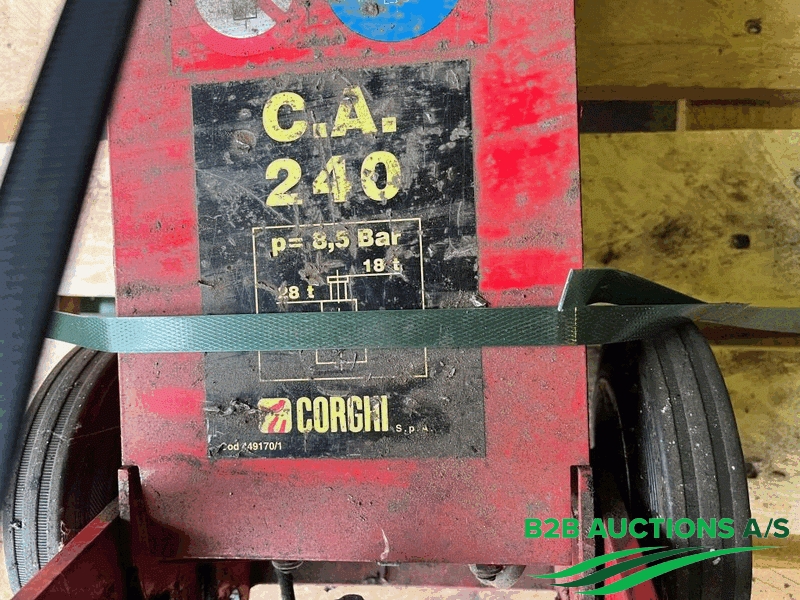 C.A.
240
p= 8,5 Bar
18 t
28 t
CORGHI S.p.A.
Cod 449170/1
B2B AUCTIONS A/S